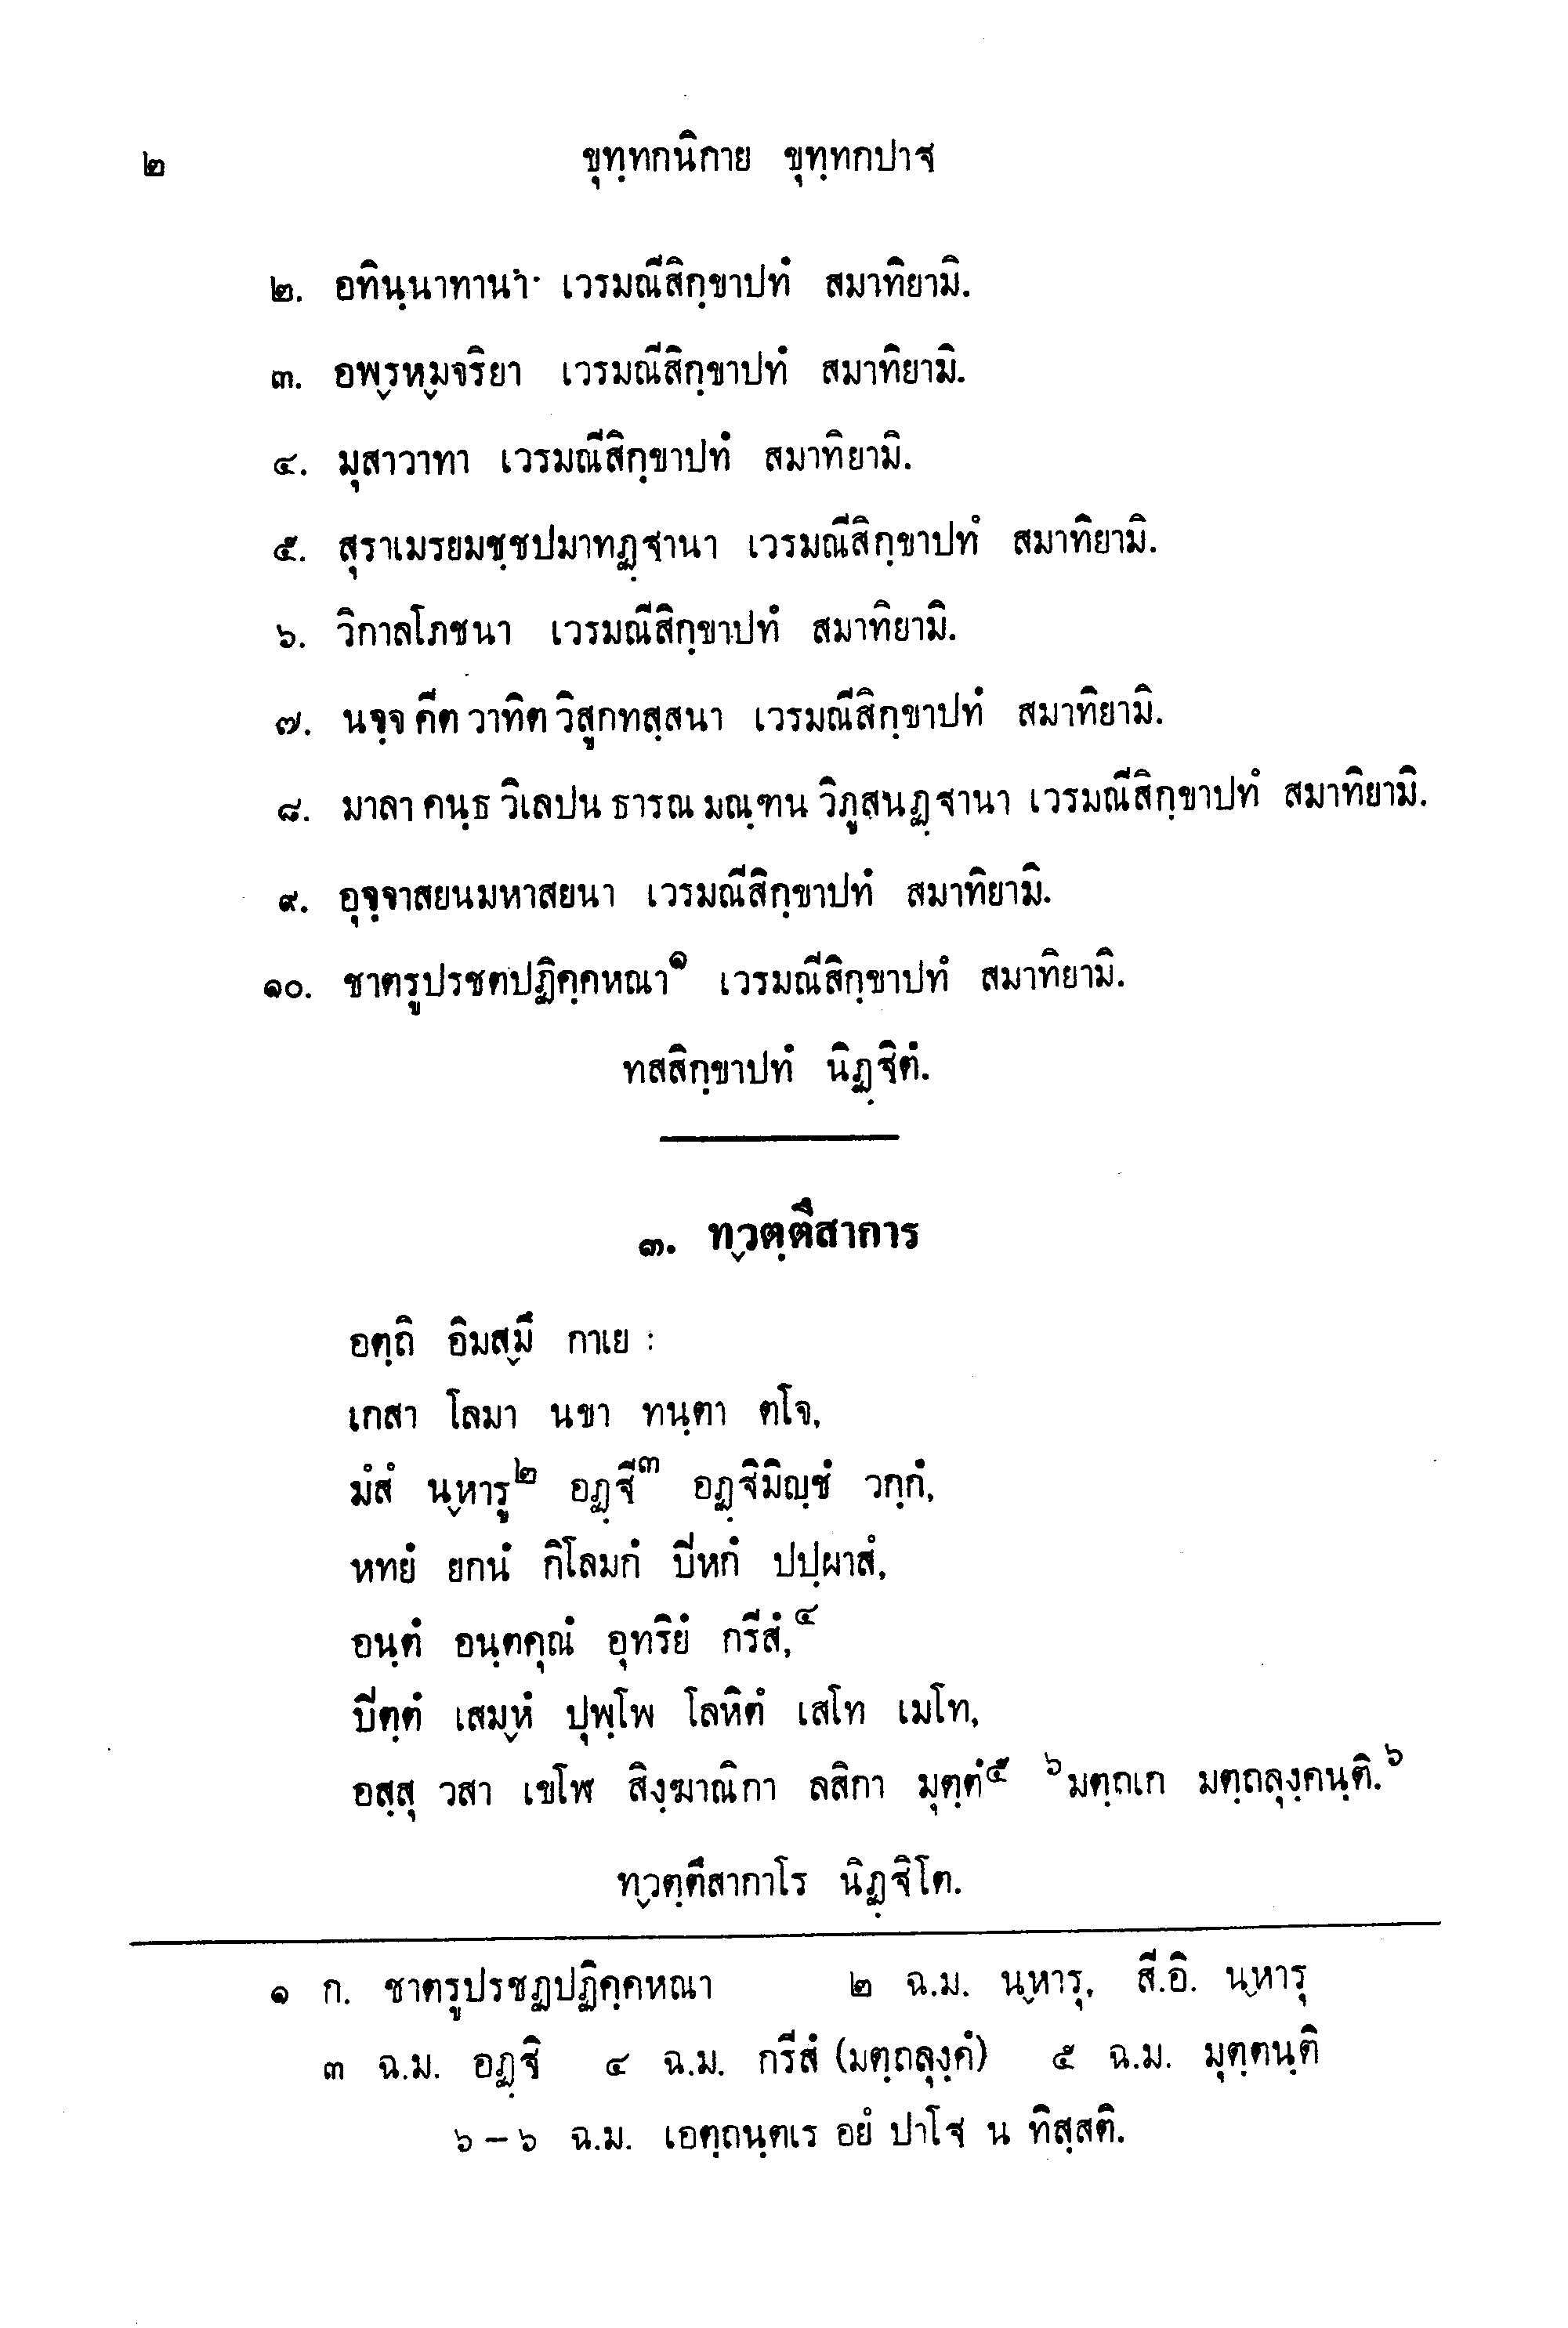 ๒ ขุทฺทกนิกาย ขุทฺทกปาฐ
๒. อทินฺนาทานา เวรมณีสิกฺขาปทํ สมาทิยามิ.
๓. อพฺรหฺมจริยา เวรมณีสิกฺขาปทํ สมาทิยามิ.
๔. มุสาวาทา เวรมณีสิกฺขาปทํ สมาทิยามิ.
๕. สุราเมรยมชฺชปมาทฏฺฐานา เวรมณีสิกฺขาปทํ สมาทิยามิ.
๖. วิกาลโภชนา เวรมณีสิกฺขาปทํ สมาทิยามิ.
๗. นจฺจ คีต วาทิต วิสูกทสฺสนา เวรมณีสิกฺขาปทํ สมาทิยามิ.
๘. มาลา คนฺธ วิเลปน ธารณ มณฺฑน วิภูสนฏฺฐานา เวรมณีสิกฺขาปทํ สมาทิยามิ.
๙. อุจฺจาสยนมหาสยนา เวรมณีสิกฺขาปทํ สมาทิยามิ.
๑๐. ชาตรูปรชตปฏิคฺคหณา๑ เวรมณีสิกฺขาปทํ สมาทิยามิ.
ทสสิกฺขาปทํ นิฏฺฐิตํ.
๓. ทฺวตฺตึสาการ
อตฺถิ อิมสฺมึ กาเย :
เกสา โลมา นขา ทนฺตา ตโจ,
มํสํ นฺหารู๒ อฏฺฐี๓ อฏฺฐิมิญฺชํ วกฺกํ,
หทยํ ยกนํ กิโลมกํ ปิหกํ ปปฺผาสํ,
อนฺตํ อนฺตคุณํ อุทริยํ กรีสํ,๔
ปิตฺตํ เสมฺหํ ปุพฺโพ โลหิตํ เสโท เมโท,
อสฺสุ วสา เขโฬ สิงฺฆาณิกา ลสิกา มุตฺตํ๕ ๖มตฺถเก มตฺถลุงฺคนฺติ.๖
ทฺวตฺตึสากาโร นิฏฺฐิโต.
๑ ก. ชาตรูปรชฏปฏิคฺคหณา ๒ ฉ.ม. นฺหารุ, สี.อิ. นฺหารุ
๓ ฉ.ม. อฏฺฐิ ๔ ฉ.ม. กรีสํ (มตฺถลุงฺคํ) ๕ ฉ.ม. มุตฺตนฺติ
๖ – ๖ ฉ.ม. เอตฺถนฺตเร อยํ ปาโฐ น ทิสฺสติ.